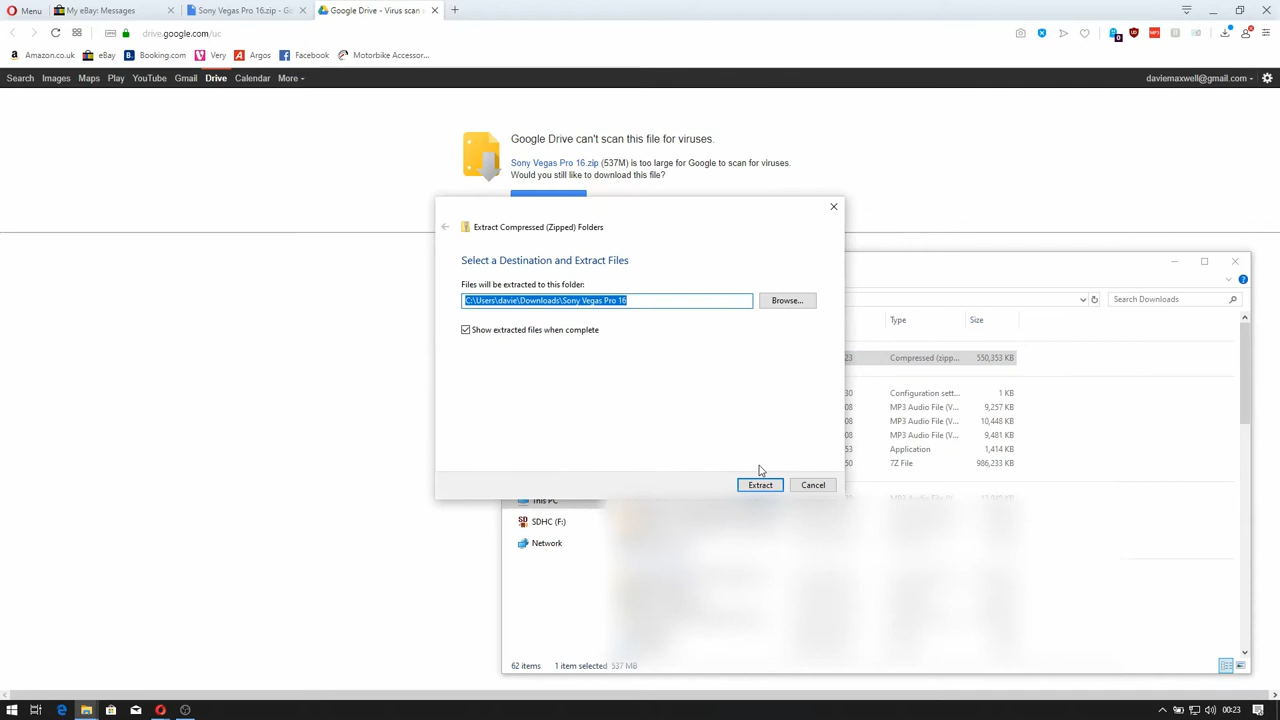 Menu
My eBay: Messages
Sony Vegas Pro 16.zip - Go
Google Drive - Virus scan
drive.google.com/uc
Amazon.co.uk
eBay
Booking.com
Very
Argos
Facebook
Motorbike Accessor...
Search Images Maps Play YouTube Gmail Drive Calendar More
daviemaxwell@gmail.com
Google Drive can't scan this file for viruses.
Sony Vegas Pro 16.zip (537M) is too large for Google to scan for viruses.
Would you still like to download this file?
Extract Compressed (Zipped) Folders
Select a Destination and Extract Files
Files will be extracted to this folder:
C:\Users\davie\Downloads\Sony Vegas Pro 16
Browse...
Show extracted files when complete
Extract
Cancel
Search Downloads
Type
Size
23 Compressed (zipp... 550,353 KB
30 Configuration sett... 1 KB
08 MP3 Audio File (V... 9,257 KB
08 MP3 Audio File (V... 10,448 KB
08 MP3 Audio File (V... 9,481 KB
53 Application 1,414 KB
50 7Z File 986,233 KB
This PC
SDHC (F:)
Network
62 items 1 item selected 537 MB
00:23